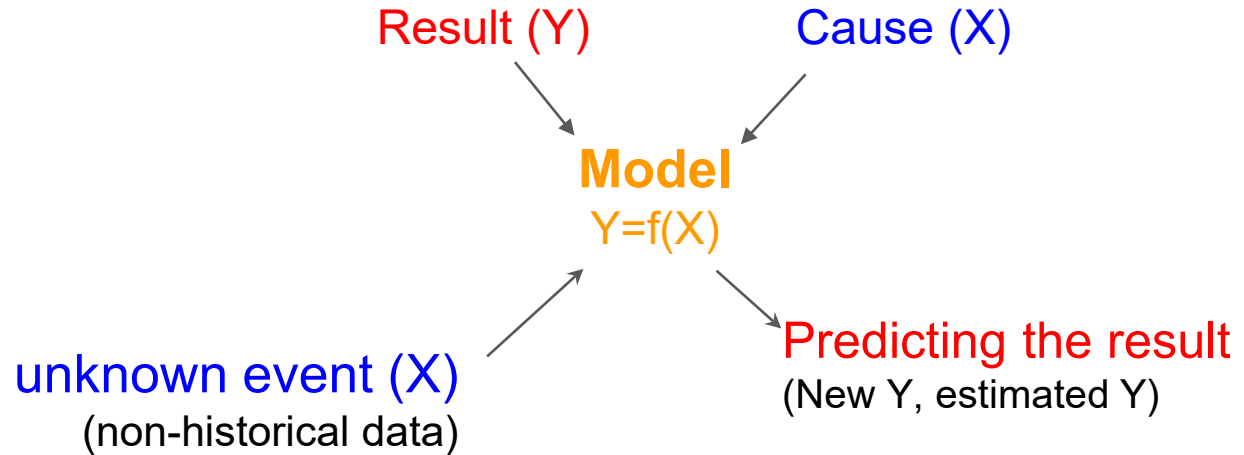 Result (Y)
Cause (X)
Model
Y=f(X)
Predicting the result
(New Y, estimated Y)
unknown event (X)
(non-historical data)